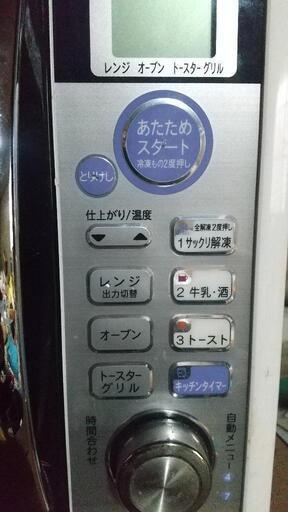 レンジ オーブン トースターグリル
あたため
スタート
冷凍もの2度押し
とりけし
仕上がり/温度
全解凍2度押し
1サックリ解凍
レンジ
出力切替
2 牛乳・酒
オーブン
3トースト
トースター
グリル
キッチンタイマー
時間合わせ
自動メニュー
4
7